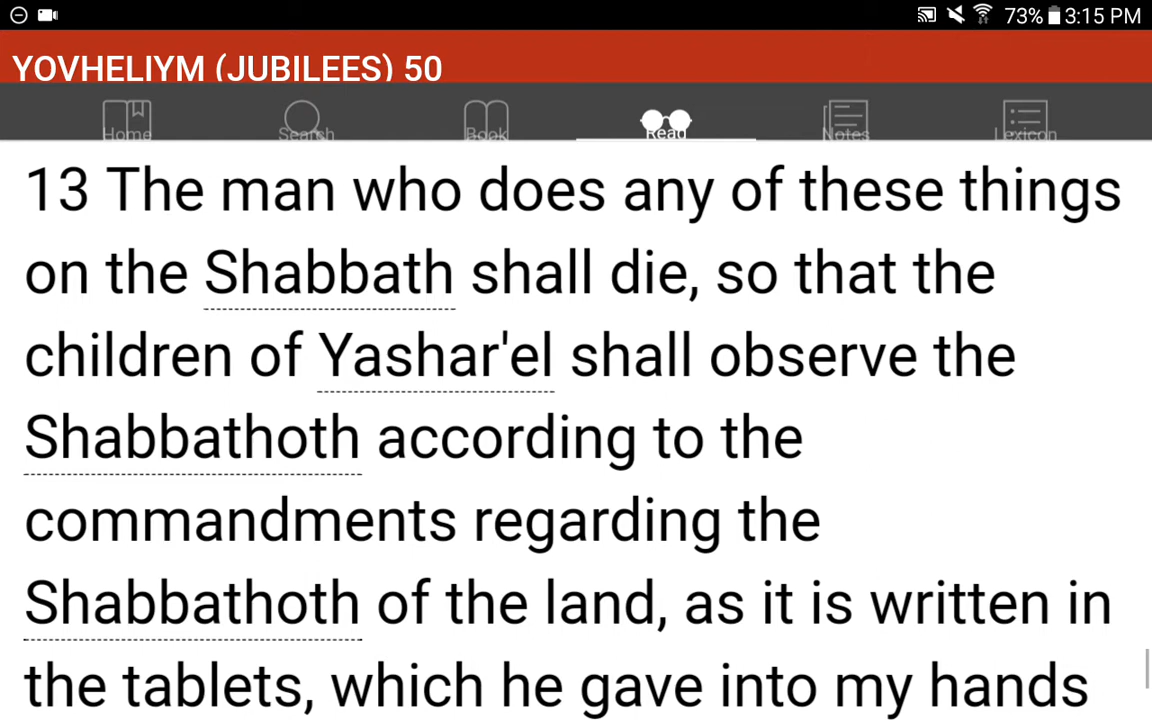 73% 3:15 PM
YOVHELIYM (JUBILEES) 50
Home Search Book Read Notes Lexicon
13 The man who does any of these things
on the Shabbath shall die, so that the
children of Yashar'el shall observe the
Shabbathoth according to the
commandments regarding the
Shabbathoth of the land, as it is written in
the tablets, which he gave into my hands